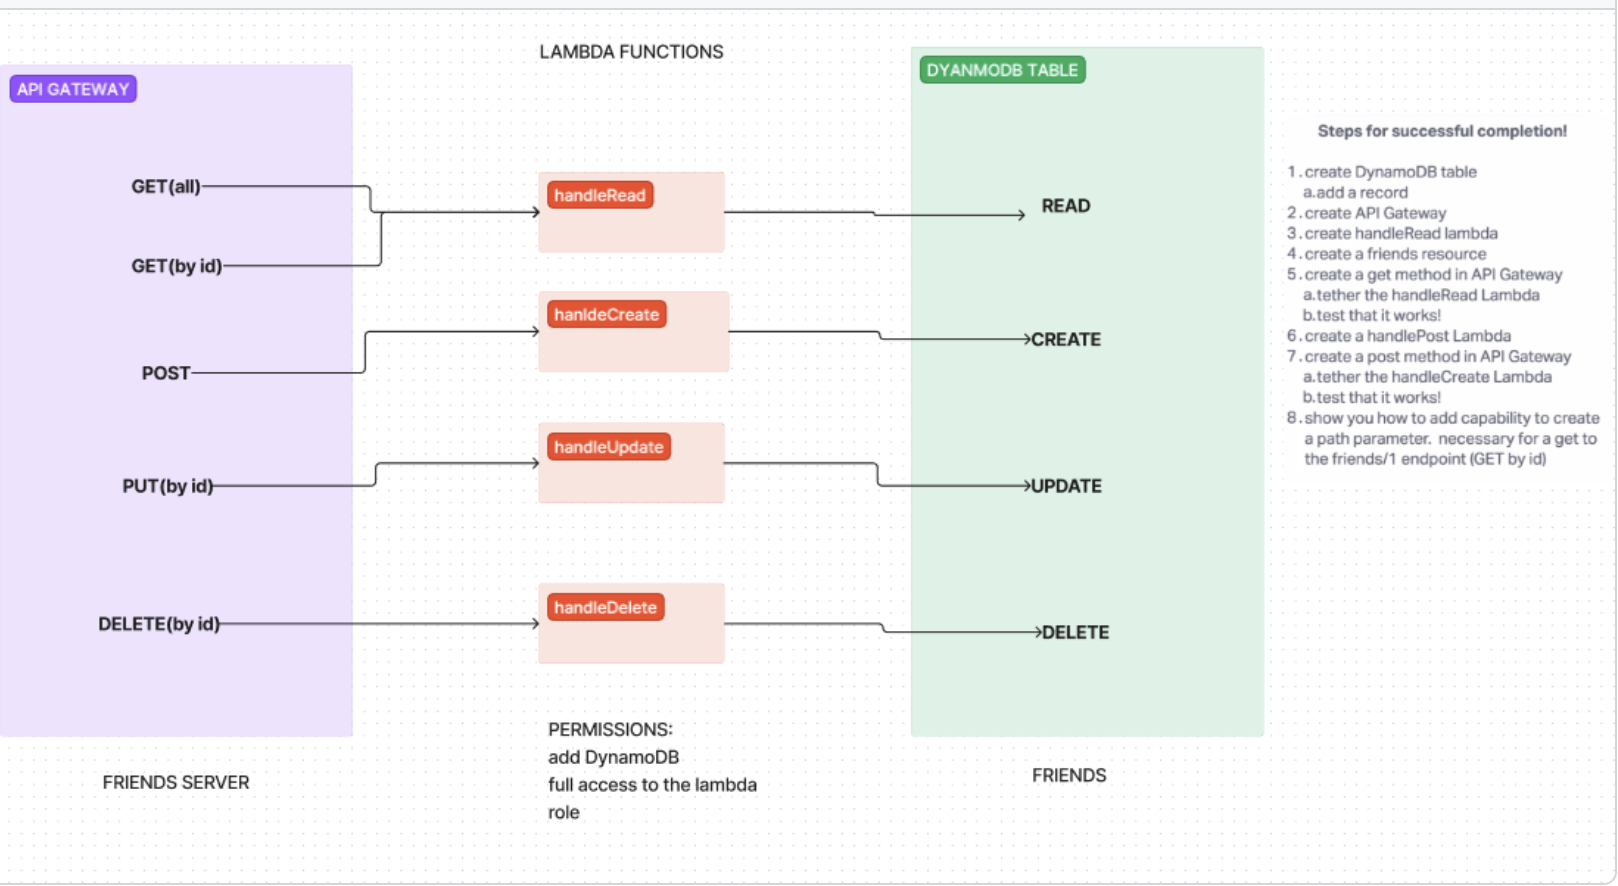 LAMBDA FUNCTIONS
API GATEWAY
DYANMODB TABLE
GET(all)
GET(by id)
POST
PUT(by id)
DELETE(by id)
handleRead
hanldeCreate
handleUpdate
handleDelete
READ
CREATE
UPDATE
DELETE
Steps for successful completion!
1. create DynamoDB table
a. add a record
2. create API Gateway
3. create handleRead lambda
4. create a friends resource
5. create a get method in API Gateway
a. tether the handleRead Lambda
b. test that it works!
6. create a handlePost Lambda
7. create a post method in API Gateway
a. tether the handleCreate Lambda
b. test that it works!
8. show you how to add capability to create
a path parameter.  necessary for a get to
the friends/1 endpoint (GET by id)
PERMISSIONS:
add DynamoDB
full access to the lambda
role
FRIENDS SERVER
FRIENDS